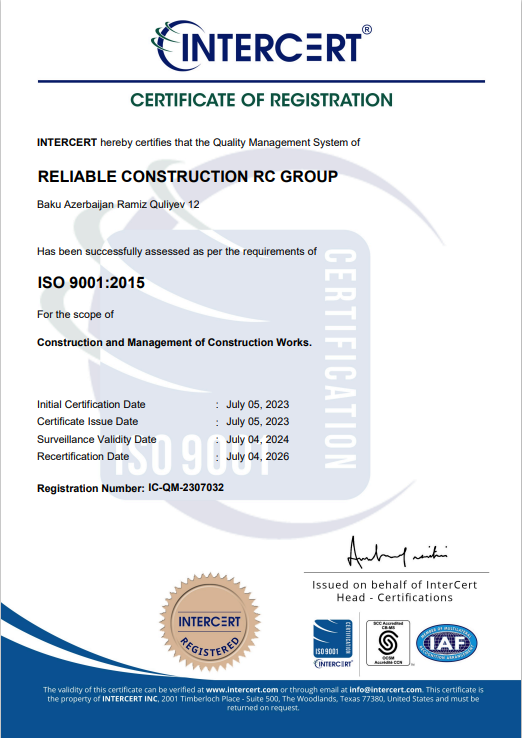 INTERCERT®
CERTIFICATE OF REGISTRATION
INTERCERT hereby certifies that the Quality Management System of
RELIABLE CONSTRUCTION RC GROUP
Baku Azerbaijan Ramiz Quliyev 12
Has been successfully assessed as per the requirements of
ISO 9001:2015
For the scope of
Construction and Management of Construction Works.
Initial Certification Date : July 05, 2023
Certificate Issue Date : July 05, 2023
Surveillance Validity Date : July 04, 2024
Recertification Date : July 04, 2026
Registration Number: IC-QM-2307032
CERTIFICATION
ISO 9001
Issued on behalf of InterCert
Head - Certifications
INTERCERT
REGISTERED
CERTIFICATION
ISO 9001
INTERCERT
SCC Accredited
CB-MS
OCSM
Accrédité CCN
MEMBER OF MULTILATERAL
IAF
RECOGNITION ARRANGEMENT
The validity of this certificate can be verified at www.intercert.com or through email at info@intercert.com. This certificate is
the property of INTERCERT INC, 2001 Timberloch Place - Suite 500, The Woodlands, Texas 77380, United States and must be
returned on request.